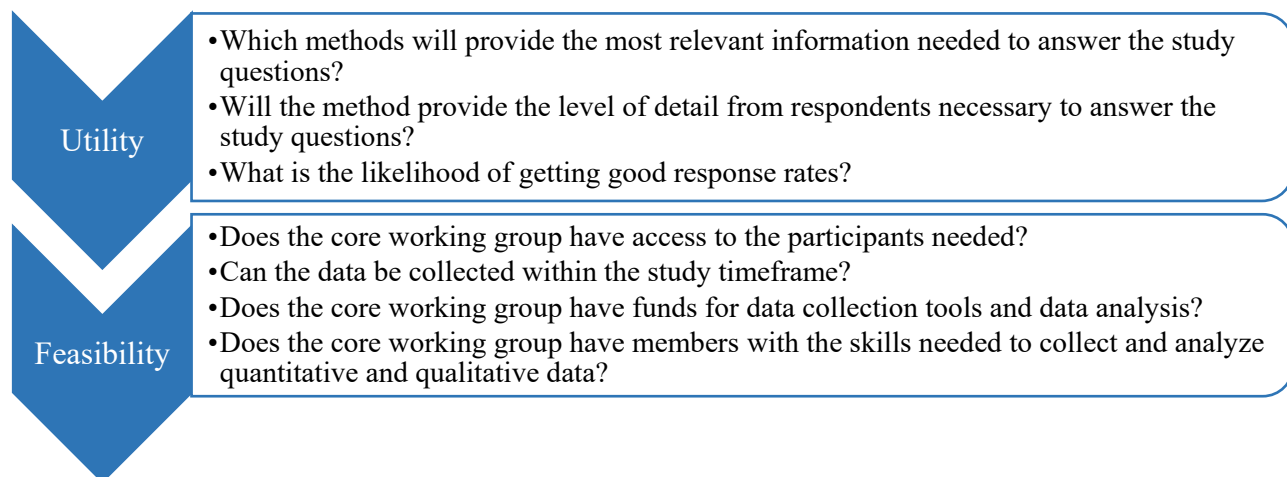 Utility
•Which methods will provide the most relevant information needed to answer the study
questions?
•Will the method provide the level of detail from respondents necessary to answer the
study questions?
•What is the likelihood of getting good response rates?
Feasibility
•Does the core working group have access to the participants needed?
•Can the data be collected within the study timeframe?
•Does the core working group have funds for data collection tools and data analysis?
•Does the core working group have members with the skills needed to collect and analyze
quantitative and qualitative data?